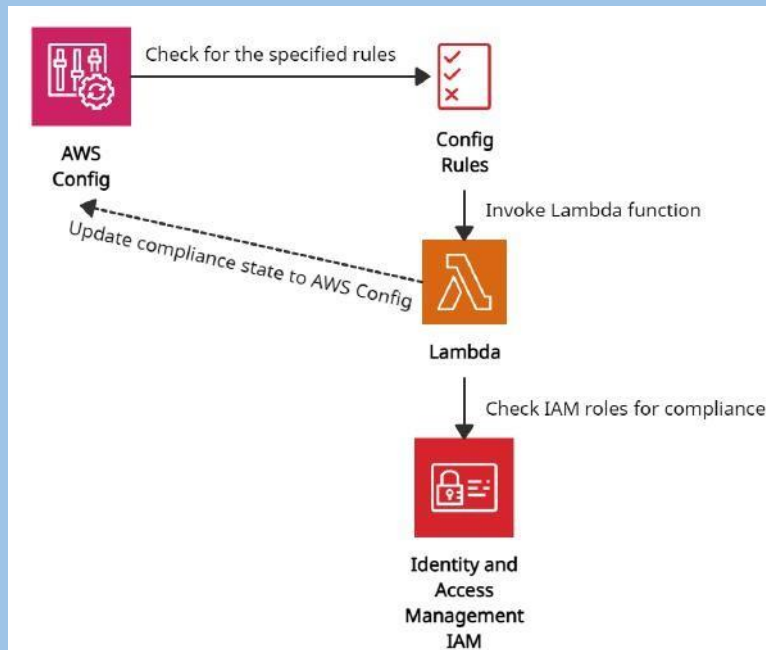 Check for the specified rules
AWS
Config
Config
Rules
Invoke Lambda function
Update compliance state to AWS Config
Lambda
Check IAM roles for compliance
Identity and
Access
Management
IAM